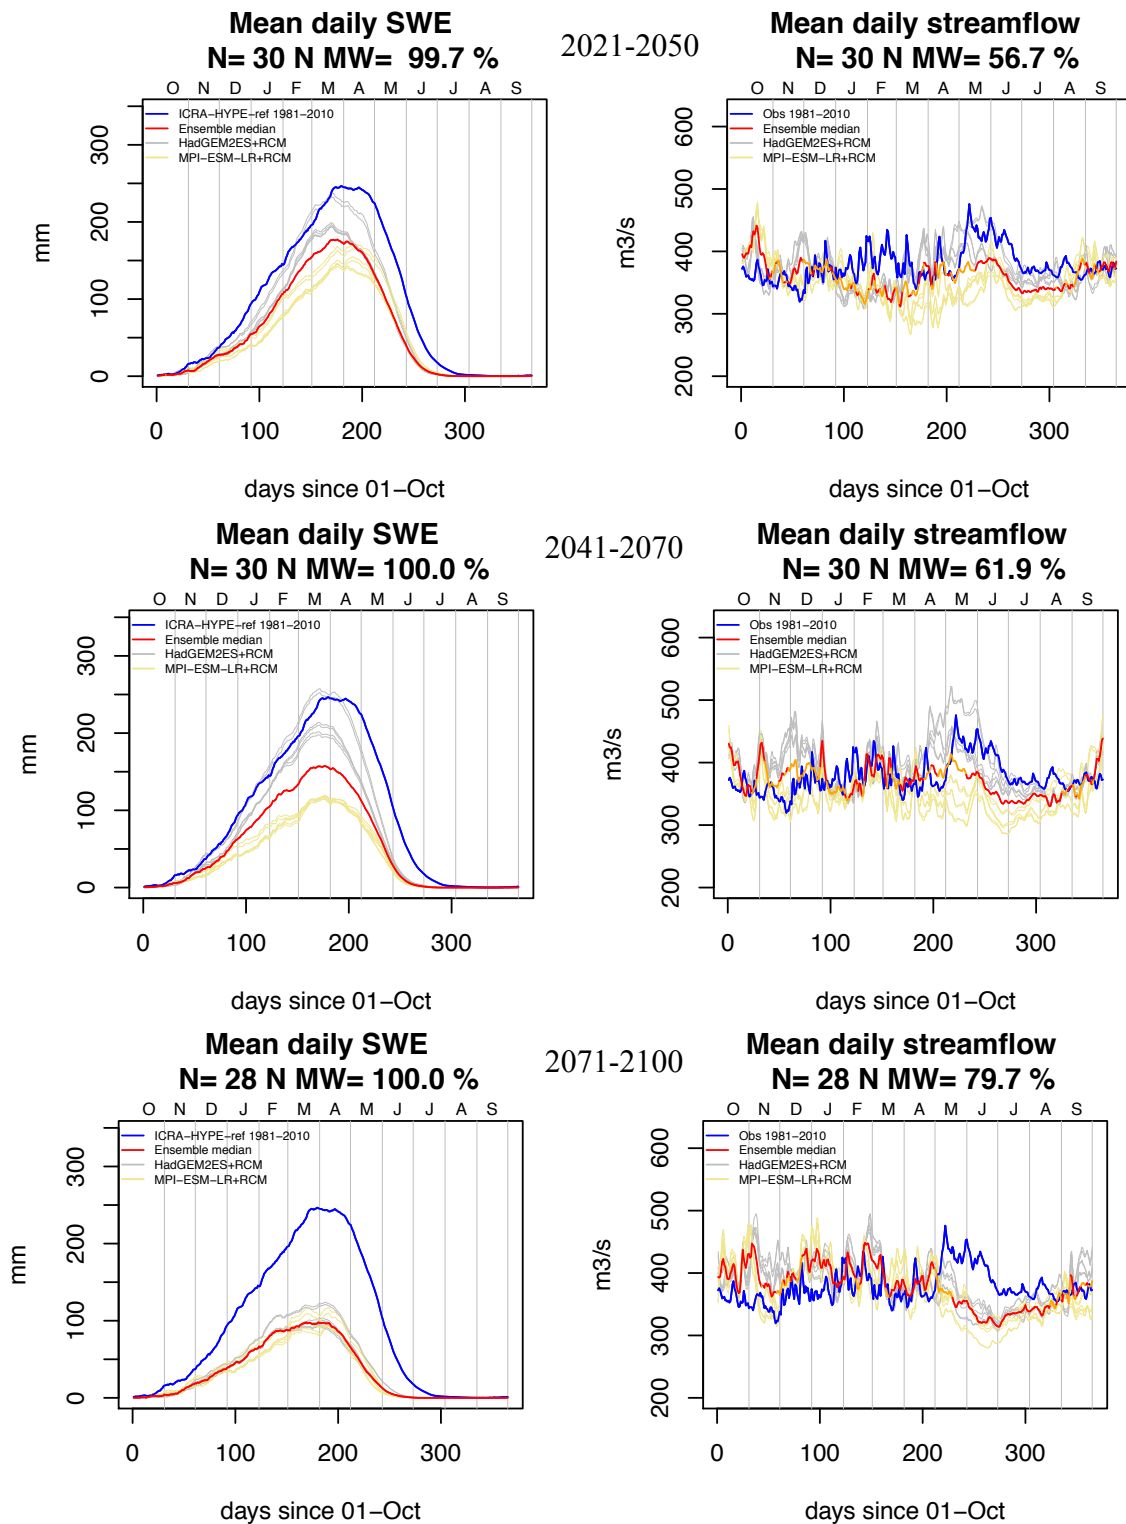 Mean daily SWE
N= 30 N MW=  99.7 %
2021-2050
Mean daily streamflow
N= 30 N MW= 56.7 %
O N D J F M A M J J A S
ICRA-HYPE-ref 1981-2010
Ensemble median
HadGEM2ES+RCM
MPI-ESM-LR+RCM
mm
0 100 200 300
0 100 200 300
days since 01-Oct
O N D J F M A M J J A S
Obs 1981-2010
Ensemble median
HadGEM2ES+RCM
MPI-ESM-LR+RCM
m3/s
200 300 400 500 600
0 100 200 300
days since 01-Oct
Mean daily SWE
N= 30 N MW= 100.0 %
2041-2070
Mean daily streamflow
N= 30 N MW= 61.9 %
O N D J F M A M J J A S
ICRA-HYPE-ref 1981-2010
Ensemble median
HadGEM2ES+RCM
MPI-ESM-LR+RCM
mm
0 100 200 300
0 100 200 300
days since 01-Oct
O N D J F M A M J J A S
Obs 1981-2010
Ensemble median
HadGEM2ES+RCM
MPI-ESM-LR+RCM
m3/s
200 300 400 500 600
0 100 200 300
days since 01-Oct
Mean daily SWE
N= 28 N MW= 100.0 %
2071-2100
Mean daily streamflow
N= 28 N MW= 79.7 %
O N D J F M A M J J A S
ICRA-HYPE-ref 1981-2010
Ensemble median
HadGEM2ES+RCM
MPI-ESM-LR+RCM
mm
0 100 200 300
0 100 200 300
days since 01-Oct
O N D J F M A M J J A S
Obs 1981-2010
Ensemble median
HadGEM2ES+RCM
MPI-ESM-LR+RCM
m3/s
200 300 400 500 600
0 100 200 300
days since 01-Oct